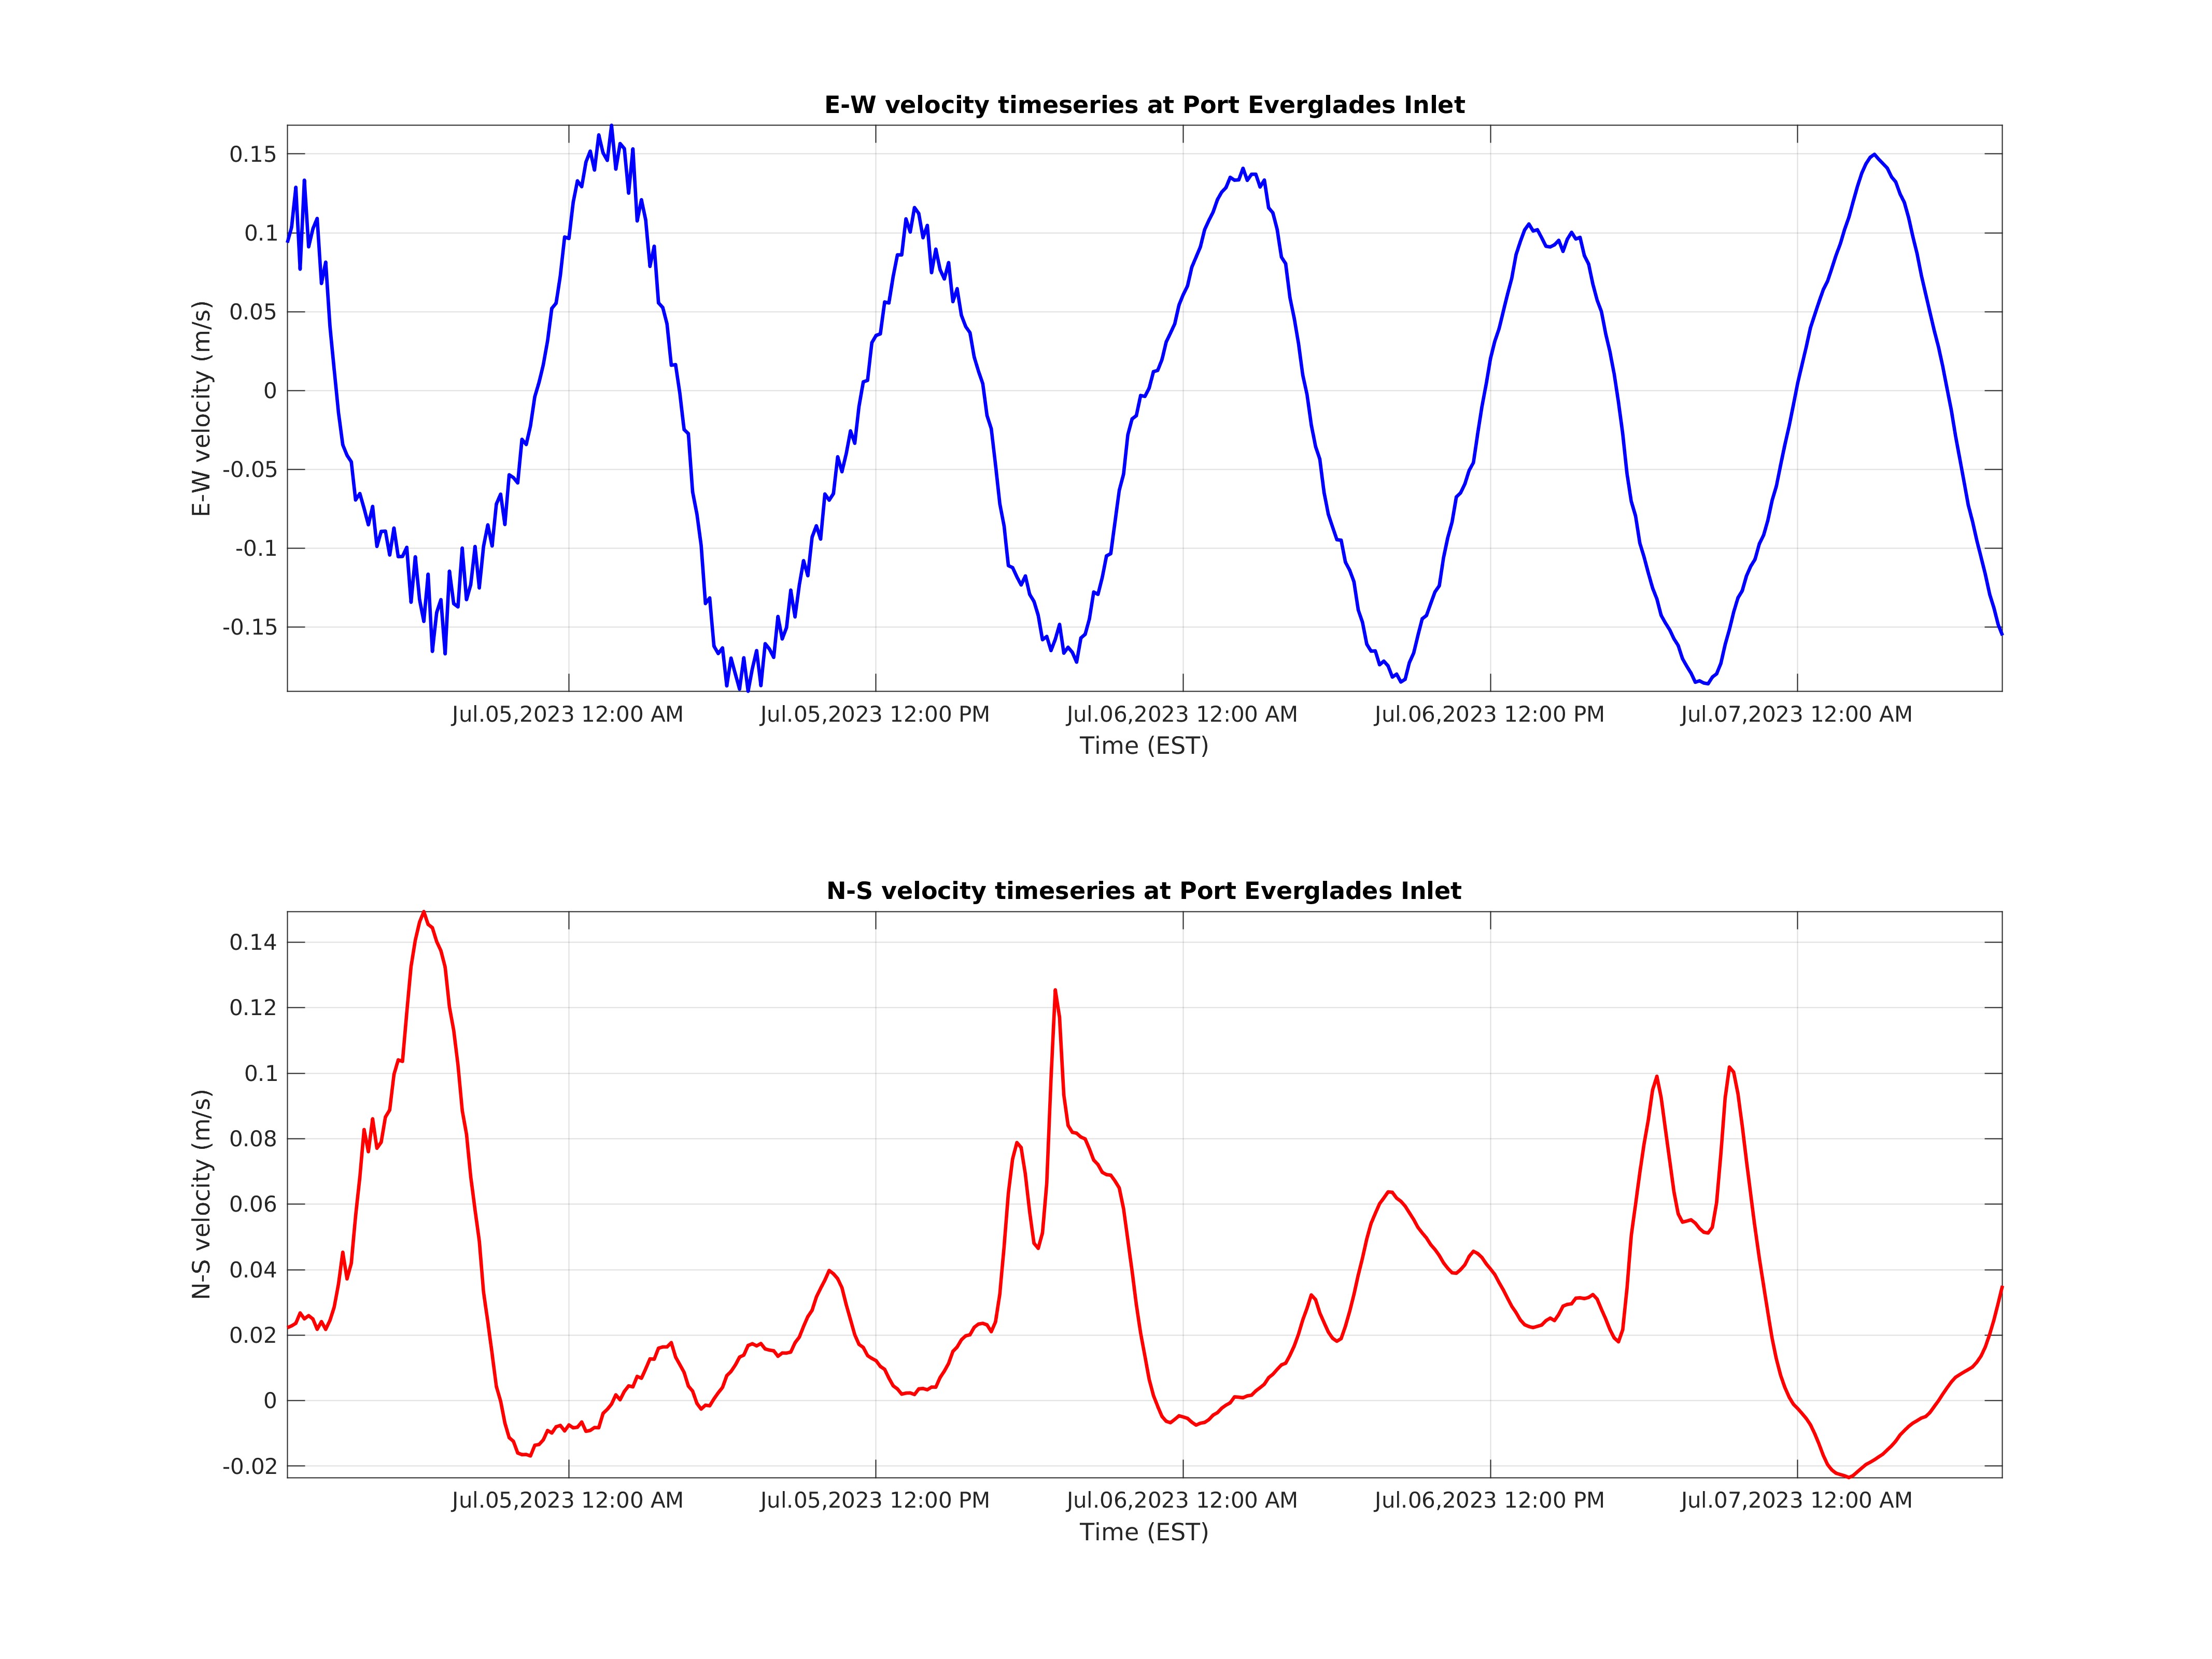 E-W velocity timeseries at Port Everglades Inlet
E-W velocity (m/s)
0.15
0.1
0.05
0
-0.05
-0.1
-0.15
Jul.05,2023 12:00 AM
Jul.05,2023 12:00 PM
Jul.06,2023 12:00 AM
Jul.06,2023 12:00 PM
Jul.07,2023 12:00 AM
Time (EST)
N-S velocity timeseries at Port Everglades Inlet
N-S velocity (m/s)
0.14
0.12
0.1
0.08
0.06
0.04
0.02
0
-0.02
Jul.05,2023 12:00 AM
Jul.05,2023 12:00 PM
Jul.06,2023 12:00 AM
Jul.06,2023 12:00 PM
Jul.07,2023 12:00 AM
Time (EST)